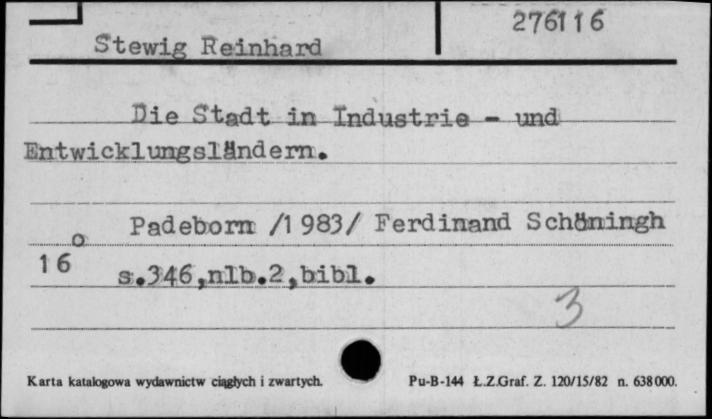 276116
Stewig Reinhard
Die Stadt in Industrie - und
Entwicklungsländern.
Padeborn /1983/ Ferdinand Schöningh
16°
s.346,nlb.2,bibl.
3
Karta katalogowa wydawnictw ciągłych i zwartych.
Pu-B-144 Ł.Z.Graf. Z. 120/15/82 n. 638000.